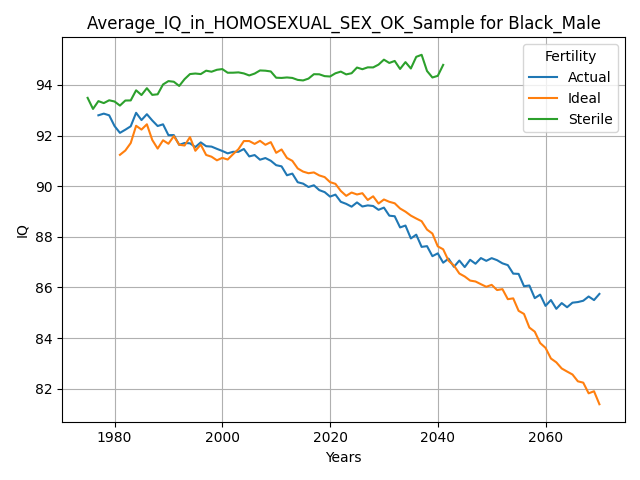 Average_IQ_in_HOMOSEXUAL_SEX_OK_Sample for Black_Male
Fertility
Actual
Ideal
Sterile
IQ
94
92
90
88
86
84
82
1980
2000
2020
2040
2060
Years